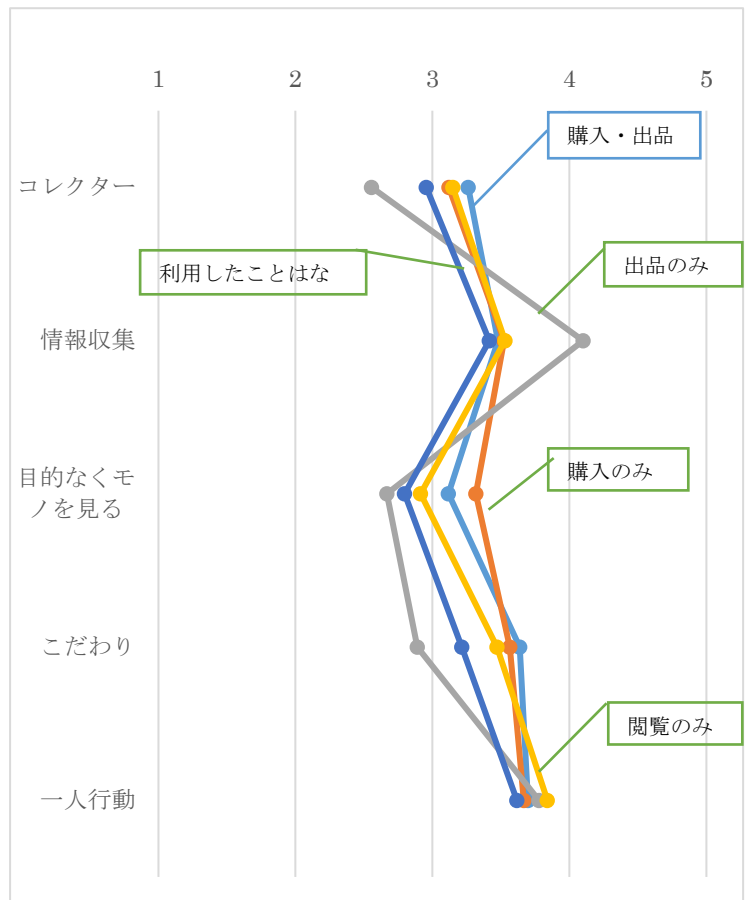 1 2 3 4 5
購入・出品
コレクター
利用したことはな
出品のみ
情報収集
購入のみ
目的なくモ
ノを見る
こだわり
閲覧のみ
一人行動